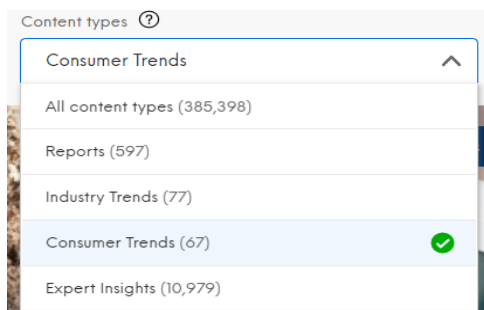 Content types ?
Consumer Trends
All content types (385,398)
Reports (597)
Industry Trends (77)
Consumer Trends (67)
Expert Insights (10,979)